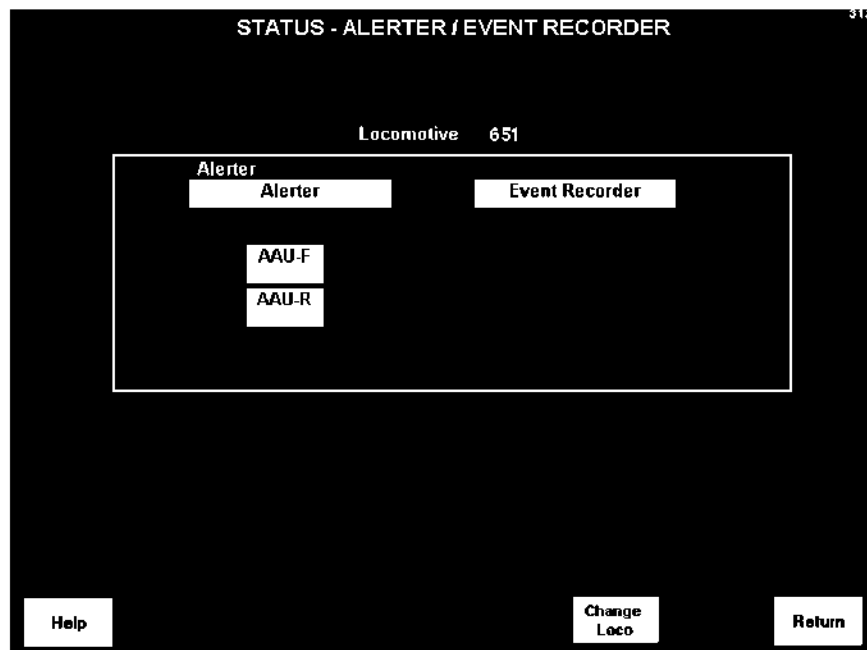 STATUS - ALERTER / EVENT RECORDER
Locomotive 651
Alerter
Alerter
Event Recorder
AAU-F
AAU-R
Help
Change
Loco
Return